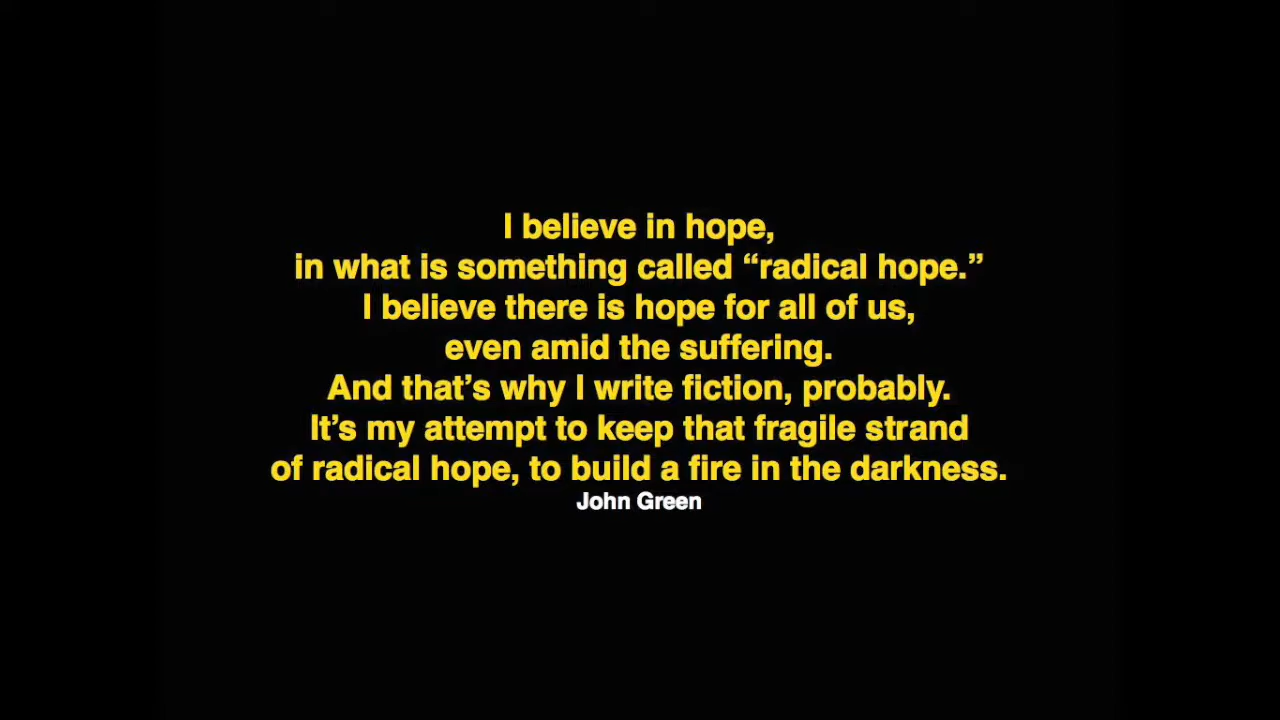 I believe in hope,
in what is something called “radical hope.”
I believe there is hope for all of us,
even amid the suffering.
And that’s why I write fiction, probably.
It’s my attempt to keep that fragile strand
of radical hope, to build a fire in the darkness.
John Green